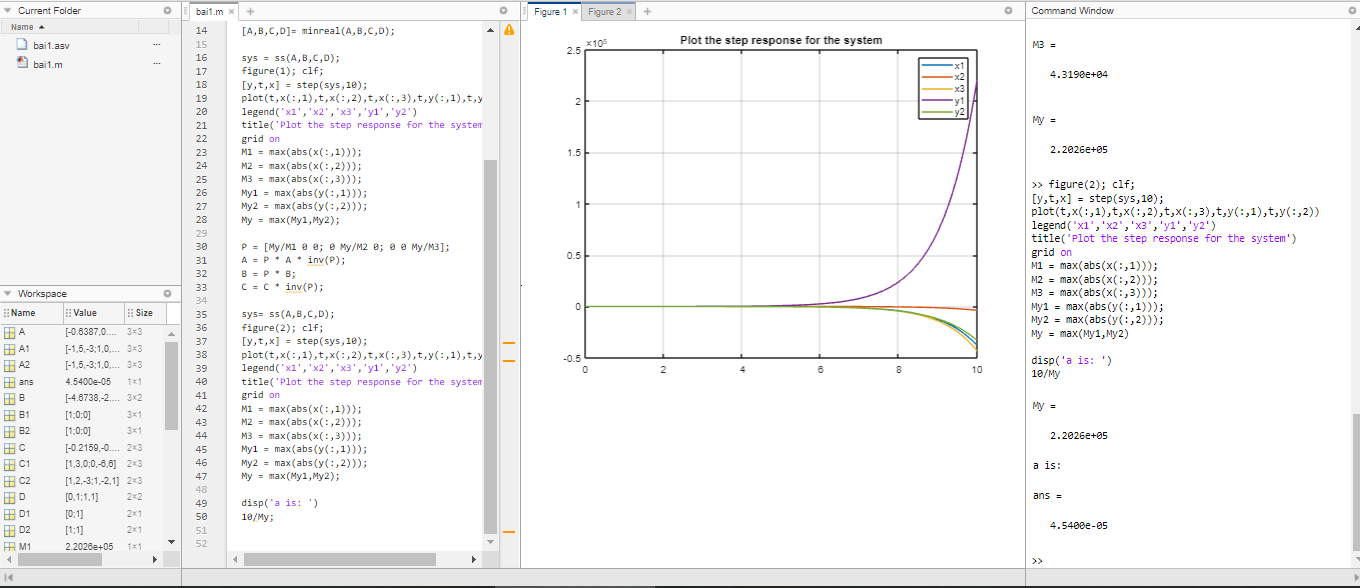 Current Folder
Name
bai1.asv
bai1.m
Workspace
Name Value Size
A [-0.6387,0.... 3×3
A1 [-1,5,-3;1,0,... 3×3
A2 [-1,5,-3;1,0,... 3×3
ans 4.5400e-05 1×1
B [-4.6738,-2.... 3×2
B1 [1;0;0] 3×1
B2 [1;0;0] 3×1
C [-0.2159,-0.... 2×3
C1 [1,3,0;0,-6,6] 2×3
C2 [1,2,-3;1,-2,1] 2×3
D [0,1;1,1] 2×2
D1 [0;1] 2×1
D2 [1;1] 2×1
M1 2.2026e+05 1×1
bai1.m × +
14 [A,B,C,D]= minreal(A,B,C,D);
15
16 sys = ss(A,B,C,D);
17 figure(1); clf;
18 [y,t,x] = step(sys,10);
19 plot(t,x(:,1),t,x(:,2),t,x(:,3),t,y(:,1),t,y
20 legend('x1','x2','x3','y1','y2')
21 title('Plot the step response for the system
22 grid on
23 M1 = max(abs(x(:,1)));
24 M2 = max(abs(x(:,2)));
25 M3 = max(abs(x(:,3)));
26 My1 = max(abs(y(:,1)));
27 My2 = max(abs(y(:,2)));
28 My = max(My1,My2);
29
30 P = [My/M1 0 0; 0 My/M2 0; 0 0 My/M3];
31 A = P * A * inv(P);
32 B = P * B;
33 C = C * inv(P);
34
35 sys= ss(A,B,C,D);
36 figure(2); clf;
37 [y,t,x] = step(sys,10);
38 plot(t,x(:,1),t,x(:,2),t,x(:,3),t,y(:,1),t,y
39 legend('x1','x2','x3','y1','y2')
40 title('Plot the step response for the system
41 grid on
42 M1 = max(abs(x(:,1)));
43 M2 = max(abs(x(:,2)));
44 M3 = max(abs(x(:,3)));
45 My1 = max(abs(y(:,1)));
46 My2 = max(abs(y(:,2)));
47 My = max(My1,My2);
48
49 disp('a is: ')
50 10/My;
51
52
Figure 1 × Figure 2 × +
Plot the step response for the system
×10⁵
2.5
2
1.5
1
0.5
0
-0.5
0 2 4 6 8 10
x1
x2
x3
y1
y2
Command Window
M3 =
4.3190e+04
My =
2.2026e+05
>> figure(2); clf;
[y,t,x] = step(sys,10);
plot(t,x(:,1),t,x(:,2),t,x(:,3),t,y(:,1),t,y(:,2))
legend('x1','x2','x3','y1','y2')
title('Plot the step response for the system')
grid on
M1 = max(abs(x(:,1)));
M2 = max(abs(x(:,2)));
M3 = max(abs(x(:,3)));
My1 = max(abs(y(:,1)));
My2 = max(abs(y(:,2)));
My = max(My1,My2)
disp('a is: ')
10/My
My =
2.2026e+05
a is:
ans =
4.5400e-05
>>